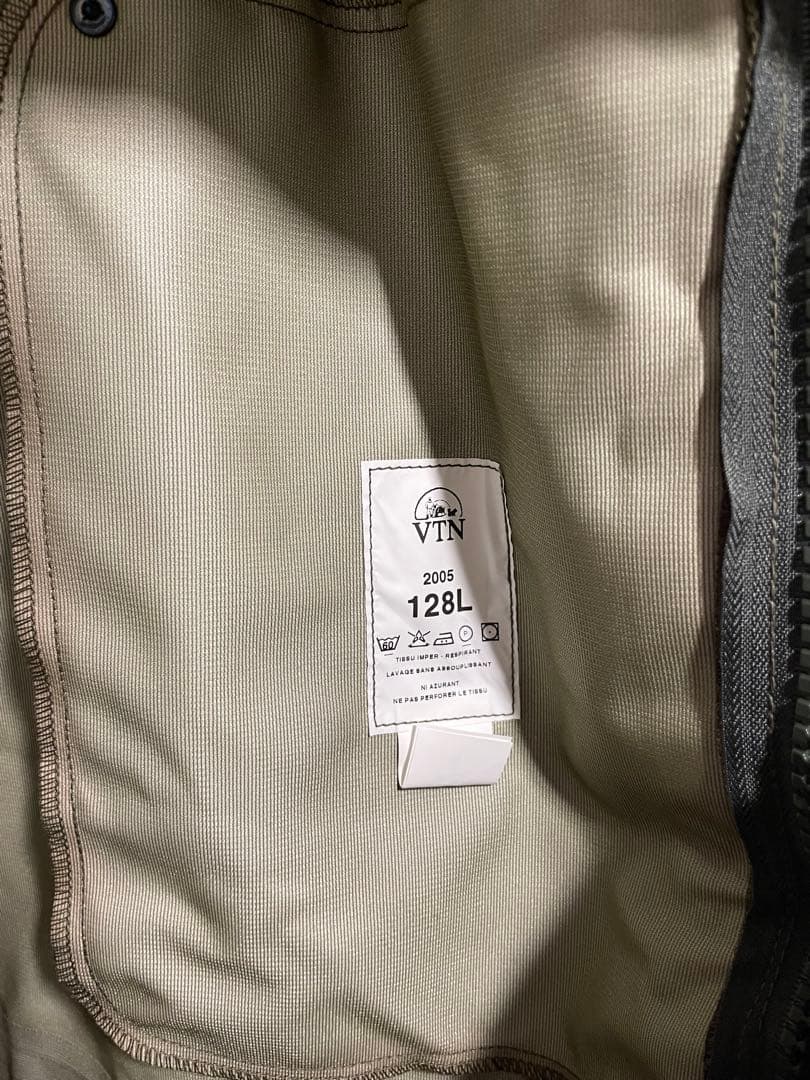 VTN
2005
128L
60 P
TISSU IMPER - RESPIRANT
LAVAGE SANS ASSOUPLISSANT
NI AZURANT
NE PAS PERFORER LE TISSU